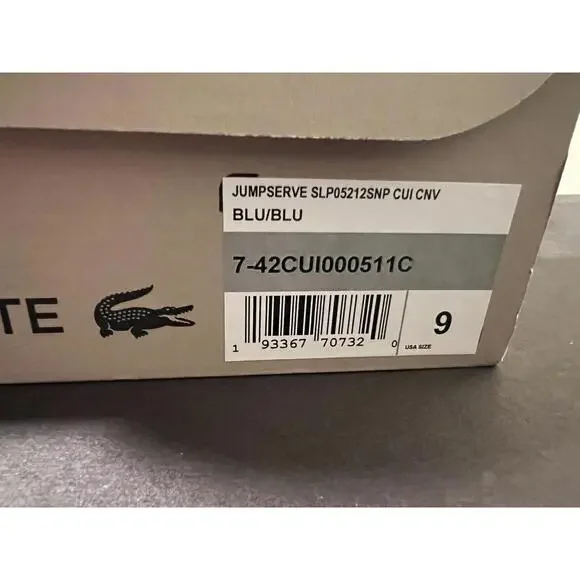 JUMPSERVE SLP05212SNP CUI CNV
BLU/BLU
7-42CUI000511C
TE
1 93367 70732 0
9
USA SIZE